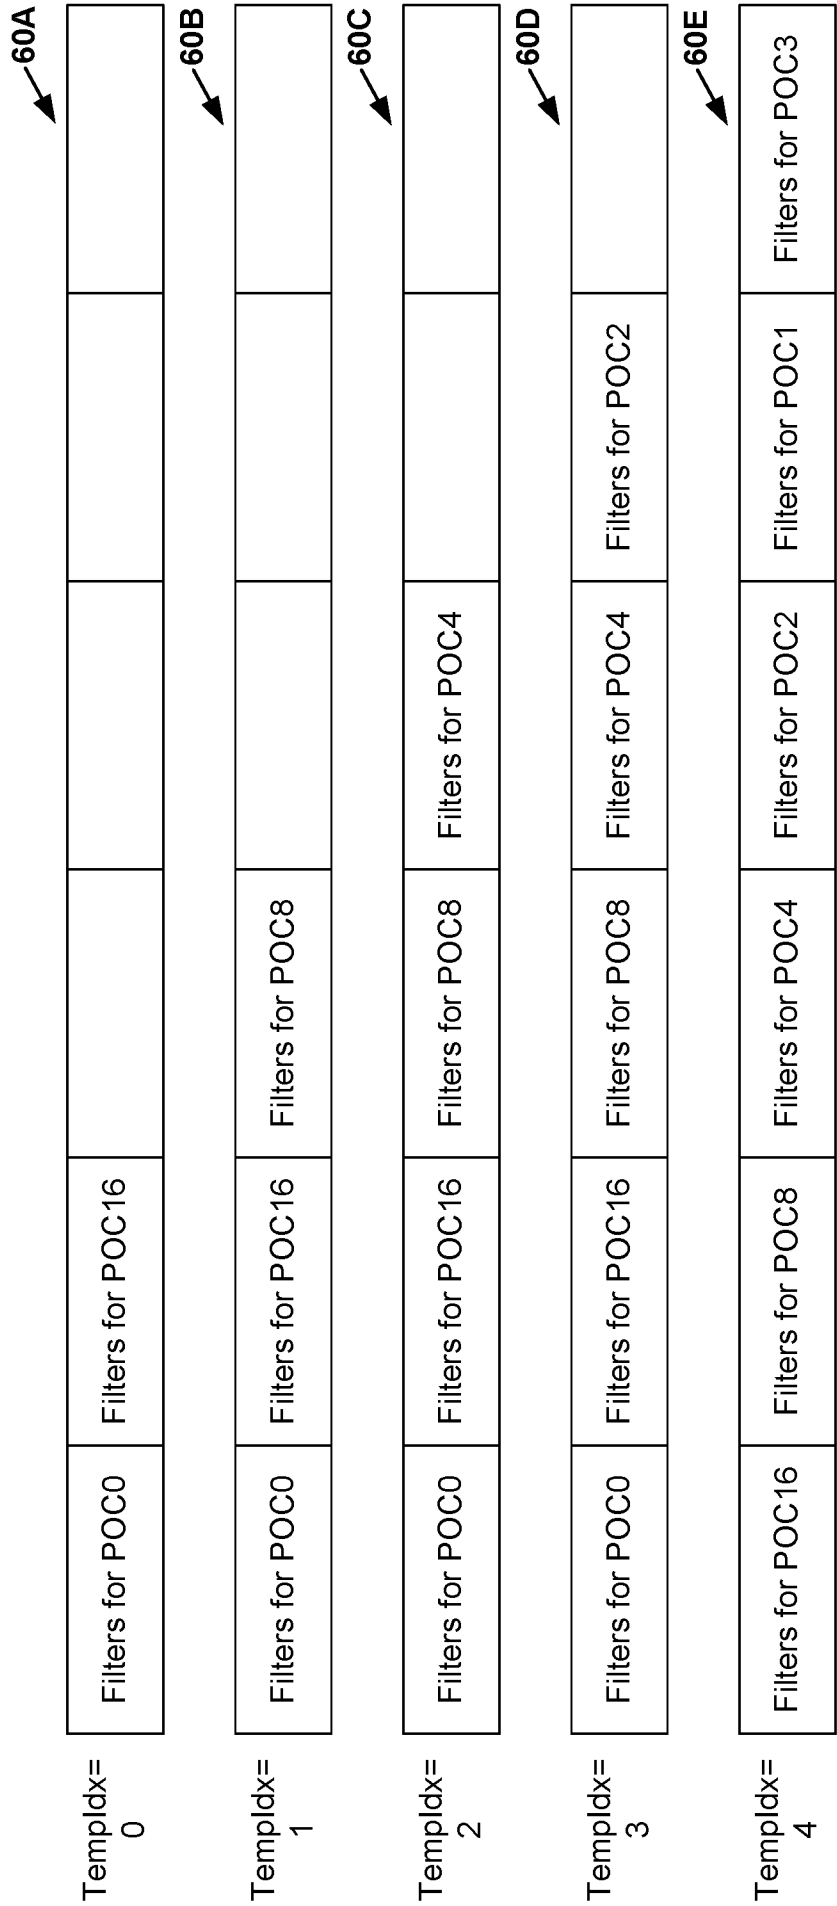 60A
TempIdx=
0
Filters for POC0
Filters for POC16
60B
TempIdx=
1
Filters for POC0
Filters for POC16
Filters for POC8
60C
TempIdx=
2
Filters for POC0
Filters for POC16
Filters for POC8
Filters for POC4
60D
TempIdx=
3
Filters for POC0
Filters for POC16
Filters for POC8
Filters for POC4
Filters for POC2
60E
TempIdx=
4
Filters for POC16
Filters for POC8
Filters for POC4
Filters for POC2
Filters for POC1
Filters for POC3